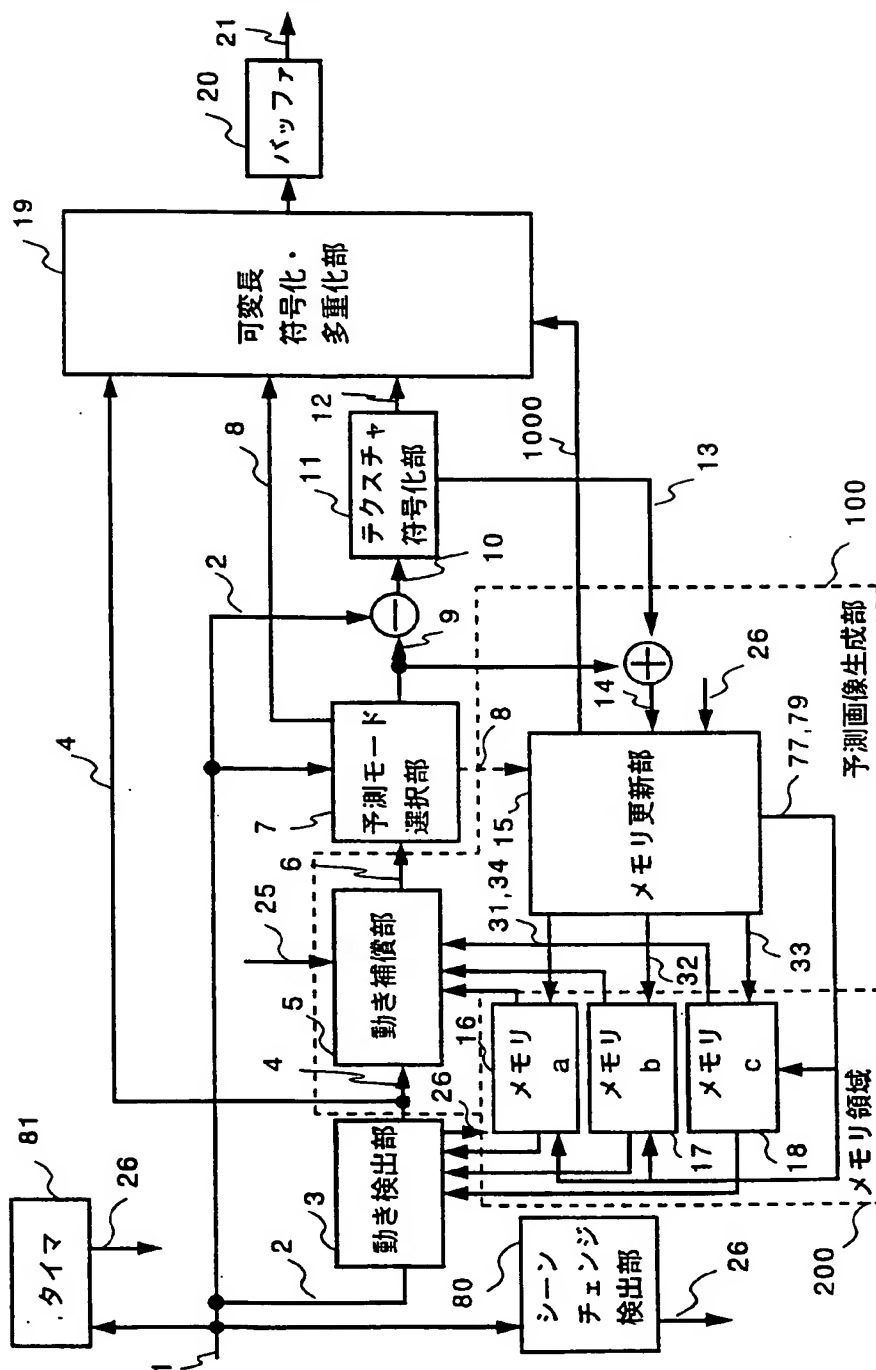 1
タイマ
81
26
2
シーン
チェンジ
検出部
80
26
動き検出部
3
4
4
26
動き補償部
5
25
6
予測モード
選択部
7
8
8
2
9
10
テクスチャ
符号化部
11
12
13
14
26
可変長
符号化・
多重化部
19
バッファ
20
21
1000
メモリ更新部
15
31,34
32
33
77,79
メモリ
a
16
メモリ
b
17
メモリ
c
18
メモリ領域
200
予測画像生成部
100